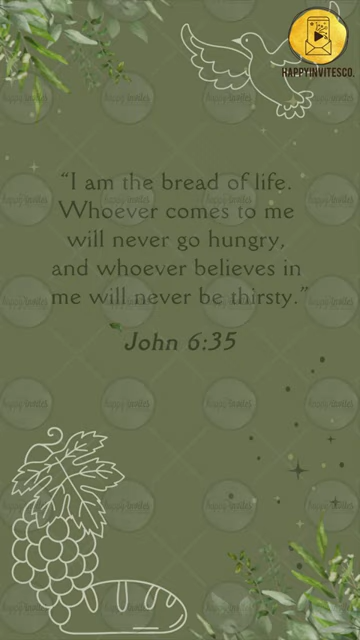 HAPPYINVITESCO.
“I am the bread of life.
Whoever comes to me
will never go hungry,
and whoever believes in
me will never be thirsty.”
John 6:35